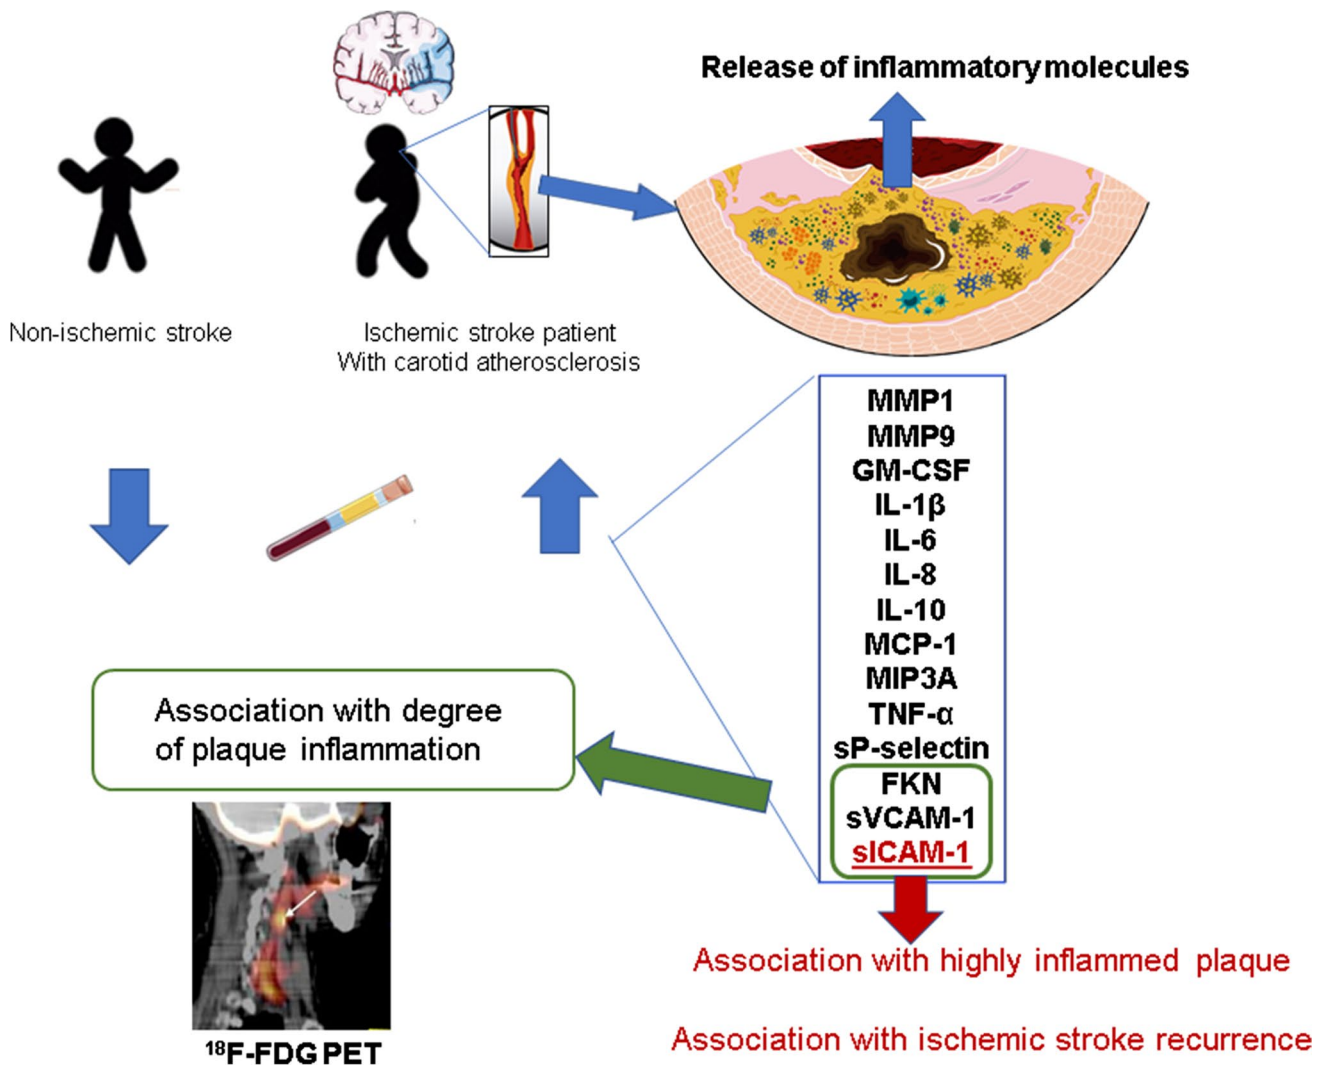 Release of inflammatory molecules
Non-ischemic stroke
Ischemic stroke patient
With carotid atherosclerosis
MMP1
MMP9
GM-CSF
IL-1β
IL-6
IL-8
IL-10
MCP-1
MIP3A
TNF-α
sP-selectin
FKN
sVCAM-1
sICAM-1
Association with degree
of plaque inflammation
¹⁸F-FDG PET
Association with highly inflammed plaque
Association with ischemic stroke recurrence